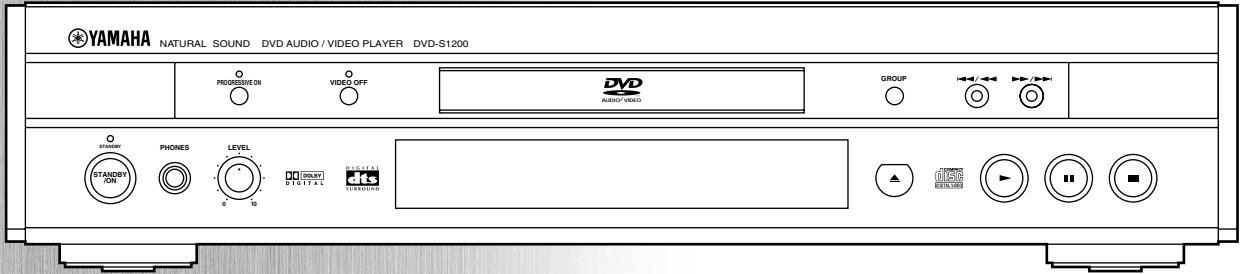 YAMAHA NATURAL SOUND DVD AUDIO / VIDEO PLAYER DVD-S1200
PROGRESSIVE ON
VIDEO OFF
DVD
AUDIO/VIDEO
GROUP
STANDBY
STANDBY
/ON
PHONES
LEVEL
0 10
DOLBY
DIGITAL
DIGITAL
dts
SURROUND
COMPACT
disc
DIGITAL VIDEO